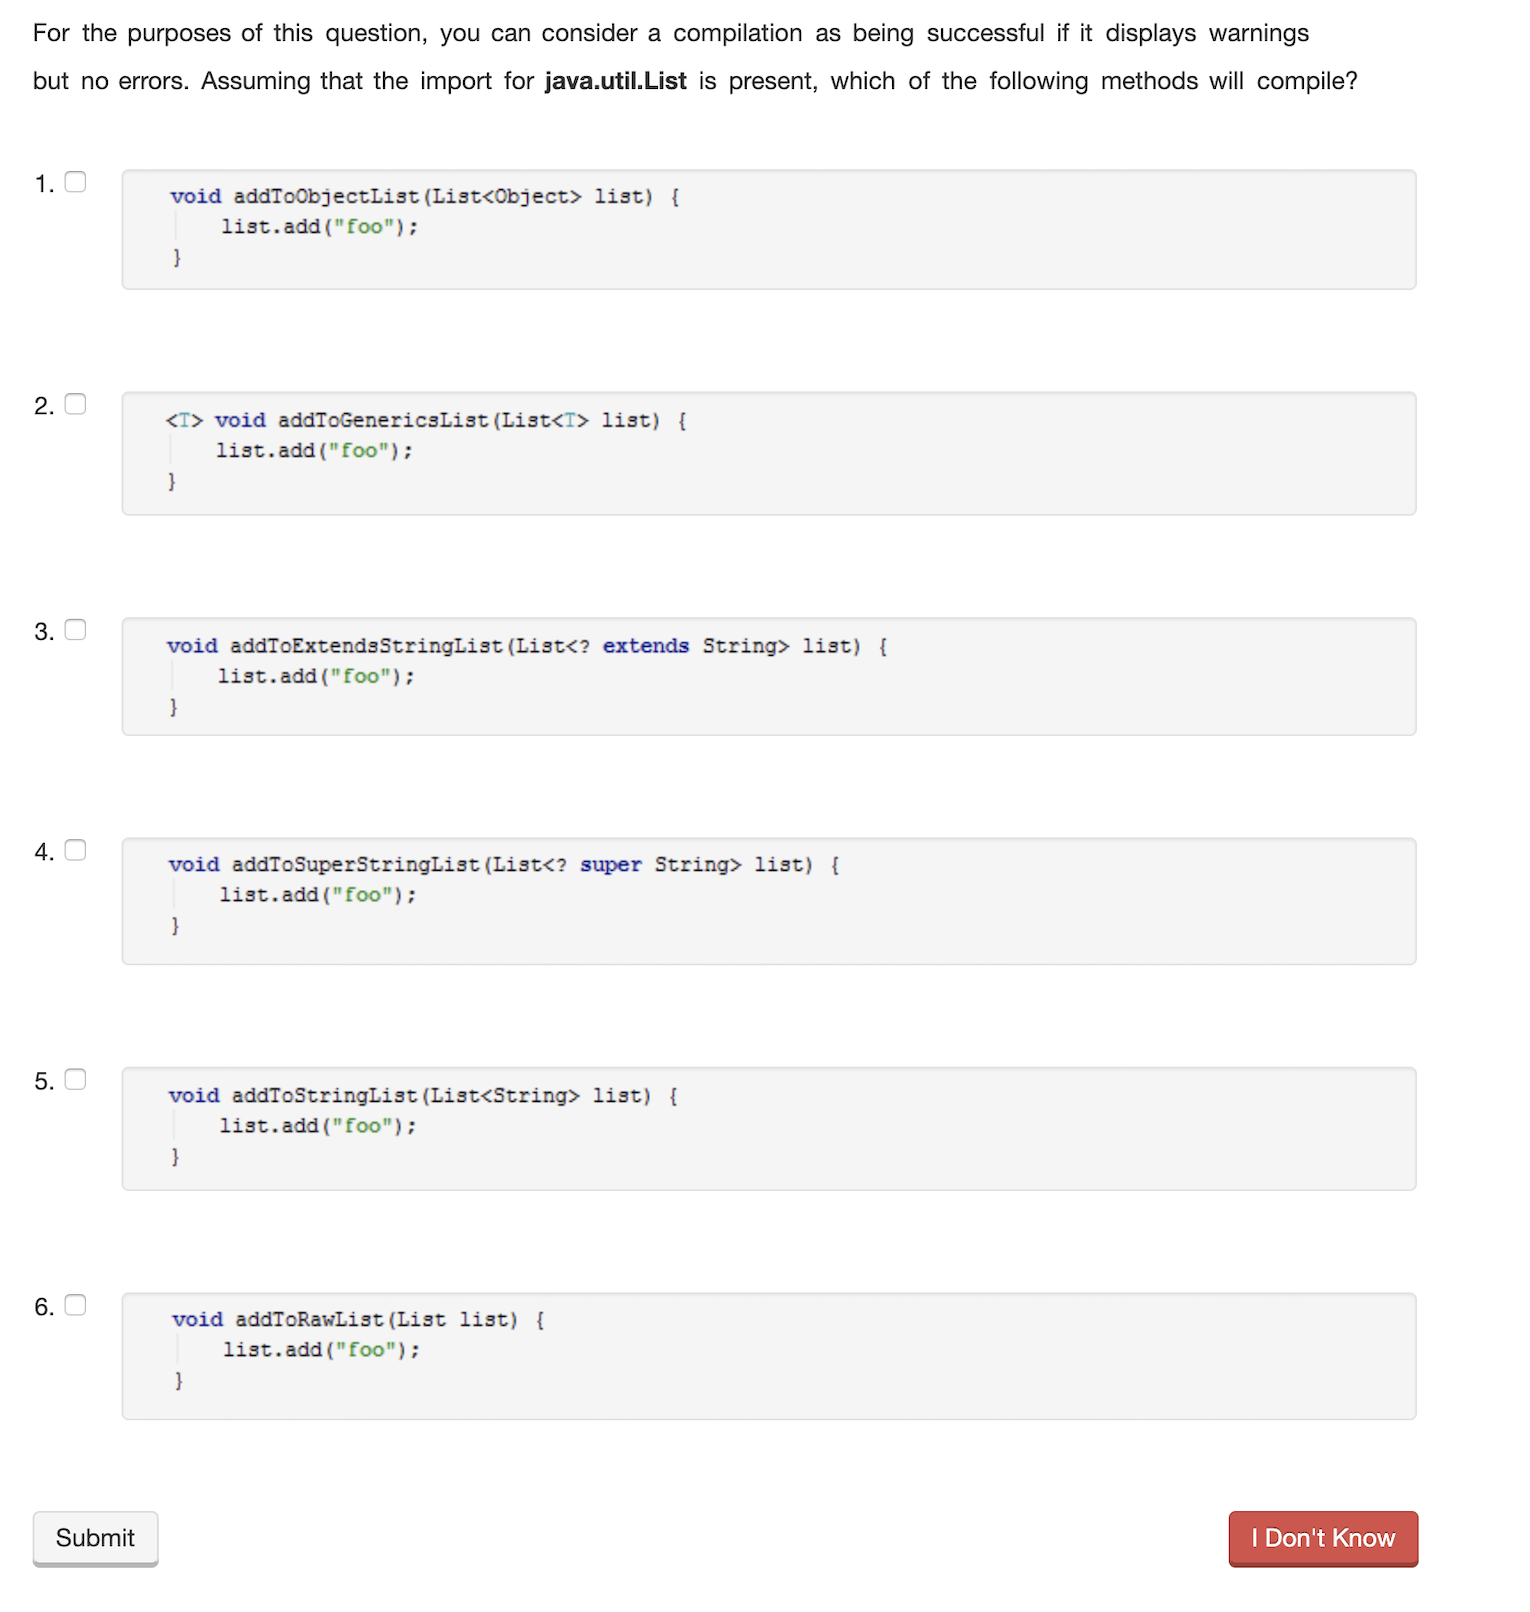 For the purposes of this question, you can consider a compilation as being successful if it displays warnings
but no errors. Assuming that the import for java.util.List is present, which of the following methods will compile?
1.
void addToObjectList(List<Object> list) {
list.add("foo");
}
2.
<T> void addToGenericsList(List<T> list) {
list.add("foo");
}
3.
void addToExtendsStringList(List<? extends String> list) {
list.add("foo");
}
4.
void addToSuperStringList(List<? super String> list) {
list.add("foo");
}
5.
void addToStringList(List<String> list) {
list.add("foo");
}
6.
void addToRawList(List list) {
list.add("foo");
}
Submit
I Don't Know